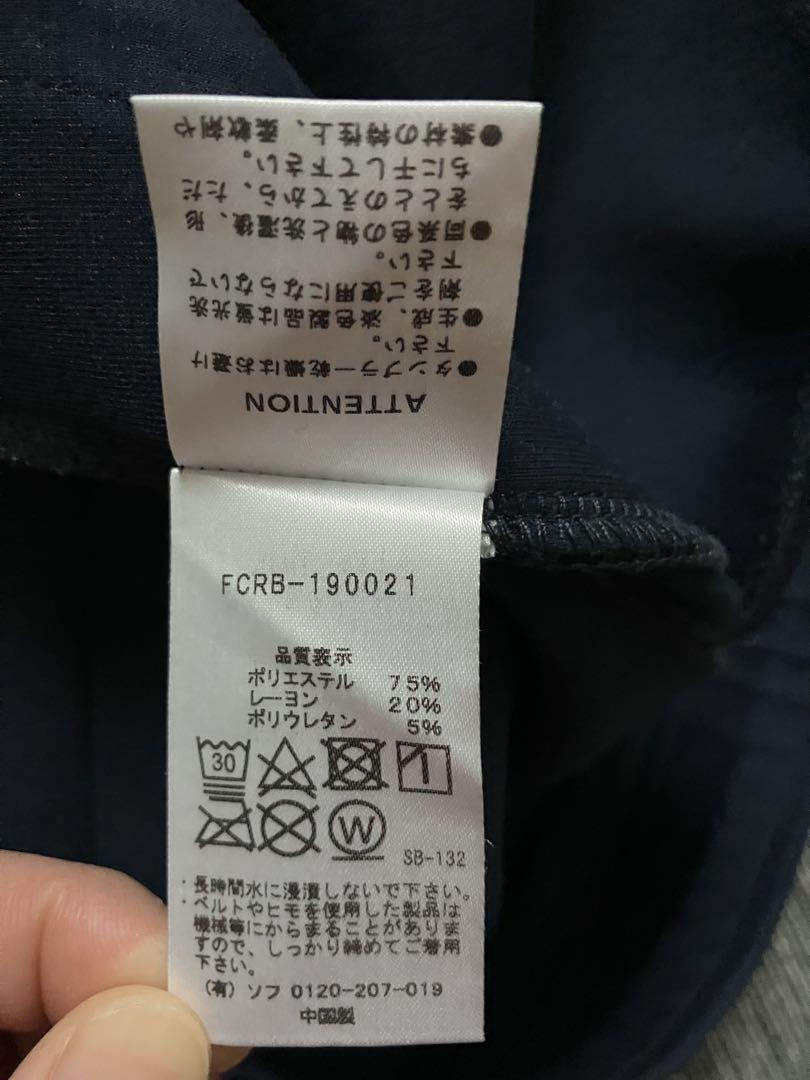 ATTENTION
●タンブラー乾燥はお避け
下さい。
●生成、淡色製品は蛍光洗
剤をご使用にならないで
下さい。
●同系色の物と洗濯後、形
をととのえてから、ただ
ちに干して下さい。
●素材の特性上、柔軟剤や
FCRB-190021
品質表示
ポリエステル 75%
レーヨン 20%
ポリウレタン 5%
30
W
SB-132
・長時間水に浸漬しないで下さい。
・ベルトやヒモを使用した製品は
機械等にからまることがありま
すので、しっかり締めてご着用
下さい。
(有) ソフ 0120-207-019
中国製